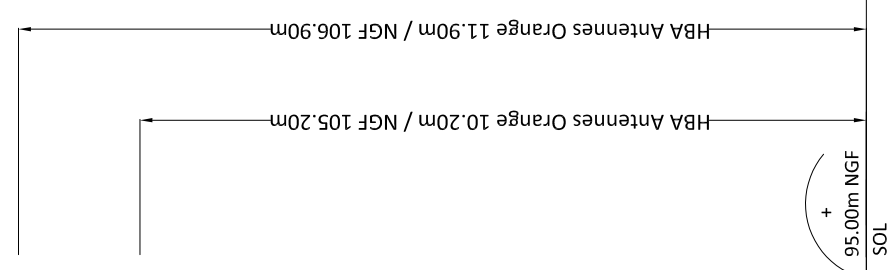 HBA Antennes Orange 11.90m / NGF 106.90m
HBA Antennes Orange 10.20m / NGF 105.20m
+
95.00m NGF
SOL